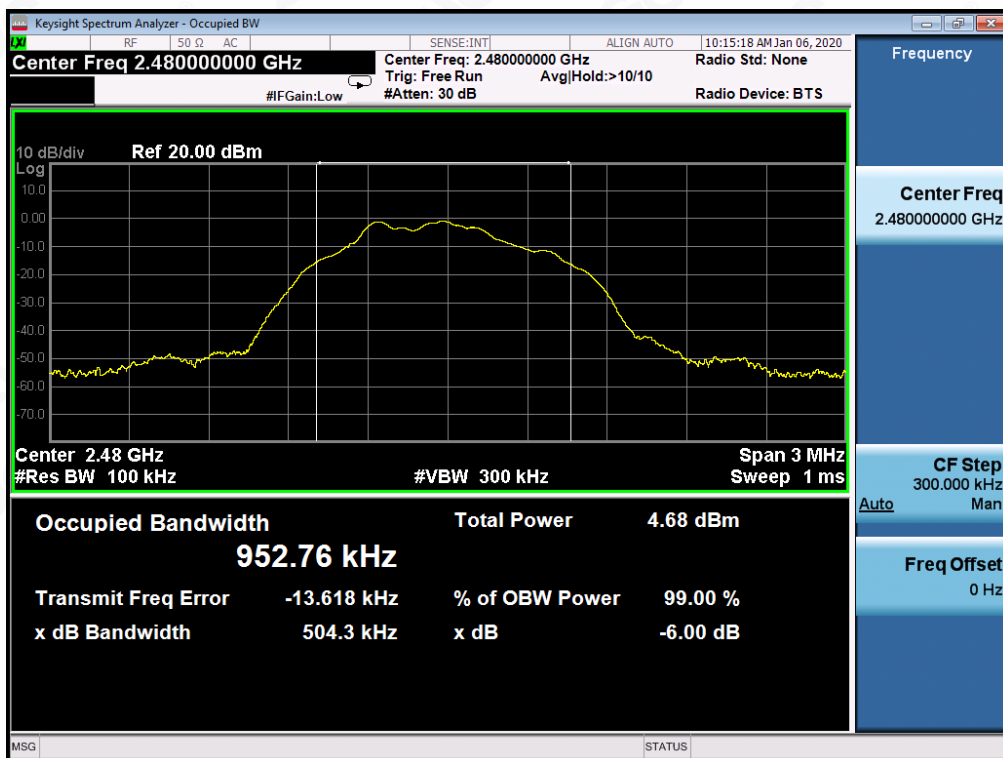 Keysight Spectrum Analyzer - Occupied BW
LXI RF 50 Ω AC SENSE:INT ALIGN AUTO 10:15:18 AM Jan 06, 2020
Center Freq 2.480000000 GHz
Center Freq: 2.480000000 GHz
Radio Std: None
Trig: Free Run Avg|Hold:>10/10
#IFGain:Low
#Atten: 30 dB
Radio Device: BTS
Frequency
10 dB/div Ref 20.00 dBm
Log
10.0
0.00
-10.0
-20.0
-30.0
-40.0
-50.0
-60.0
-70.0
Center 2.48 GHz Span 3 MHz
#Res BW 100 kHz #VBW 300 kHz Sweep 1 ms
Center Freq
2.480000000 GHz
CF Step
300.000 kHz
Auto Man
Freq Offset
0 Hz
Occupied Bandwidth Total Power 4.68 dBm
952.76 kHz
Transmit Freq Error -13.618 kHz % of OBW Power 99.00 %
x dB Bandwidth 504.3 kHz x dB -6.00 dB
MSG STATUS